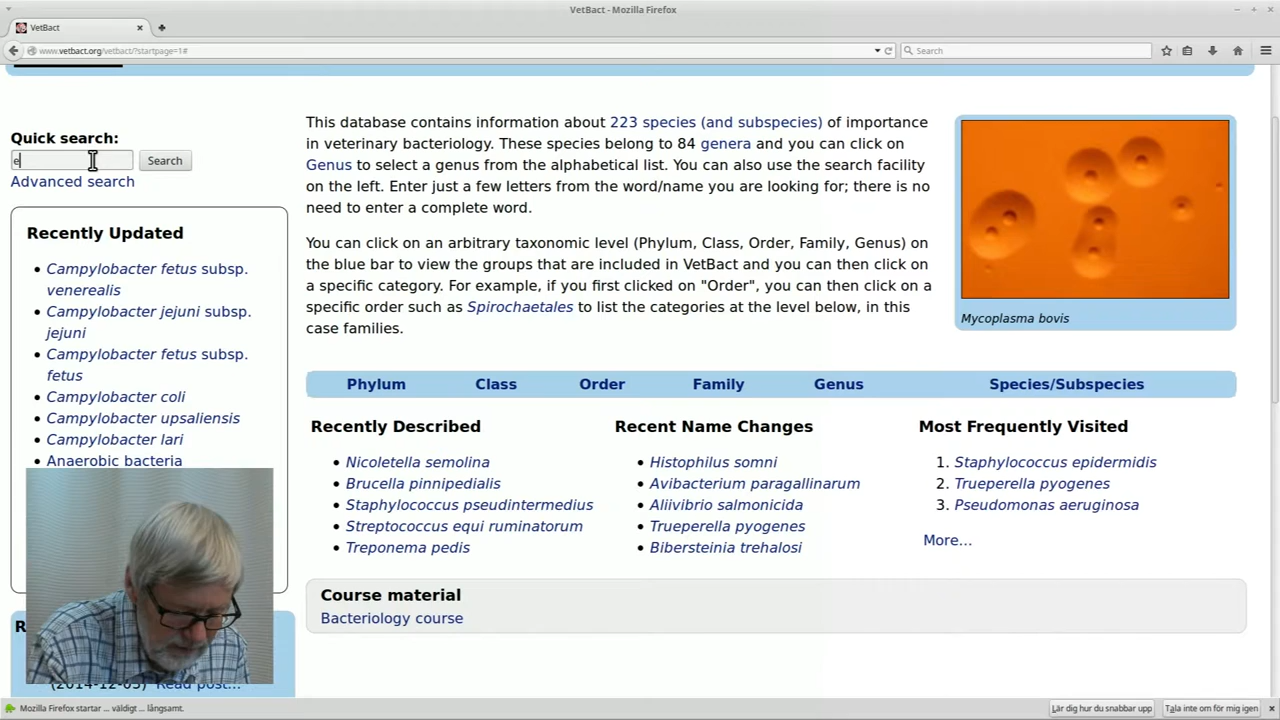 VetBact - Mozilla Firefox
VetBact
www.vetbact.org/vetbact/?startpage=1#
Search
Quick search:
e
Search
Advanced search
Recently Updated
Campylobacter fetus subsp.
venerealis
Campylobacter jejuni subsp.
jejuni
Campylobacter fetus subsp.
fetus
Campylobacter coli
Campylobacter upsaliensis
Campylobacter lari
Anaerobic bacteria
R
(2014-12-05) Read post...
This database contains information about 223 species (and subspecies) of importance
in veterinary bacteriology. These species belong to 84 genera and you can click on
Genus to select a genus from the alphabetical list. You can also use the search facility
on the left. Enter just a few letters from the word/name you are looking for; there is no
need to enter a complete word.
You can click on an arbitrary taxonomic level (Phylum, Class, Order, Family, Genus) on
the blue bar to view the groups that are included in VetBact and you can then click on
a specific category. For example, if you first clicked on "Order", you can then click on a
specific order such as Spirochaetales to list the categories at the level below, in this
case families.
Mycoplasma bovis
Phylum Class Order Family Genus Species/Subspecies
Recently Described
Nicoletella semolina
Brucella pinnipedialis
Staphylococcus pseudintermedius
Streptococcus equi ruminatorum
Treponema pedis
Recent Name Changes
Histophilus somni
Avibacterium paragallinarum
Aliivibrio salmonicida
Trueperella pyogenes
Bibersteinia trehalosi
Most Frequently Visited
1. Staphylococcus epidermidis
2. Trueperella pyogenes
3. Pseudomonas aeruginosa
More...
Course material
Bacteriology course
Mozilla Firefox startar ... väldigt ... långsamt.
Lär dig hur du snabbar upp
Tala inte om för mig igen